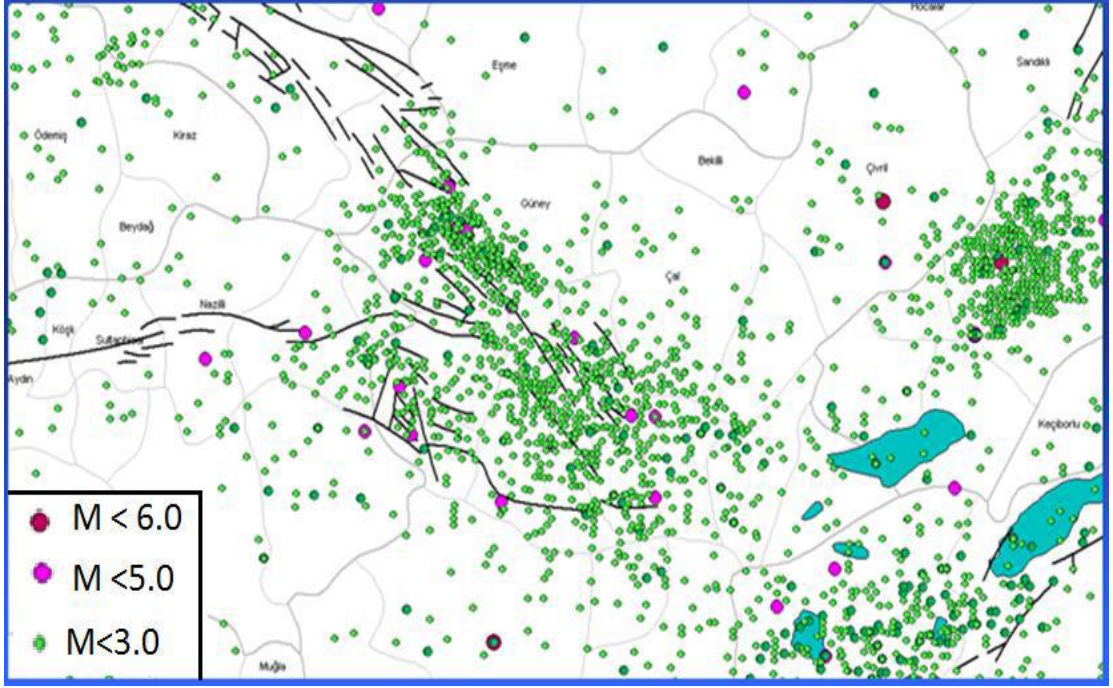 Hocalar
Eşme
Sandıklı
Ödemiş
Kiraz
Bekilli
Çivril
Güney
Beydağ
Çal
Nazilli
Köşk
Sultanhisar
Aydın
Keçiborlu
M < 6.0
M <5.0
M<3.0
Muğla